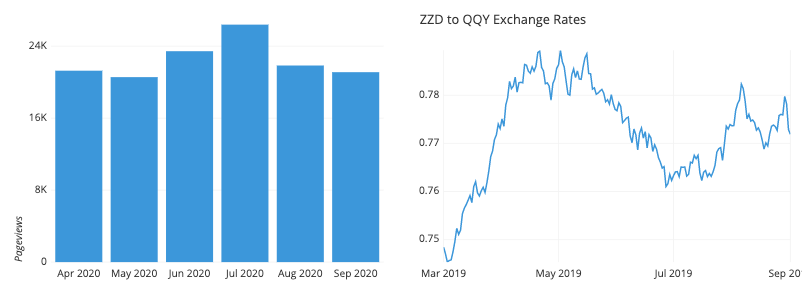 24K
16K
8K
0
Pageviews
Apr 2020 May 2020 Jun 2020 Jul 2020 Aug 2020 Sep 2020
ZZD to QQY Exchange Rates
0.78
0.77
0.76
0.75
Mar 2019 May 2019 Jul 2019 Sep 201